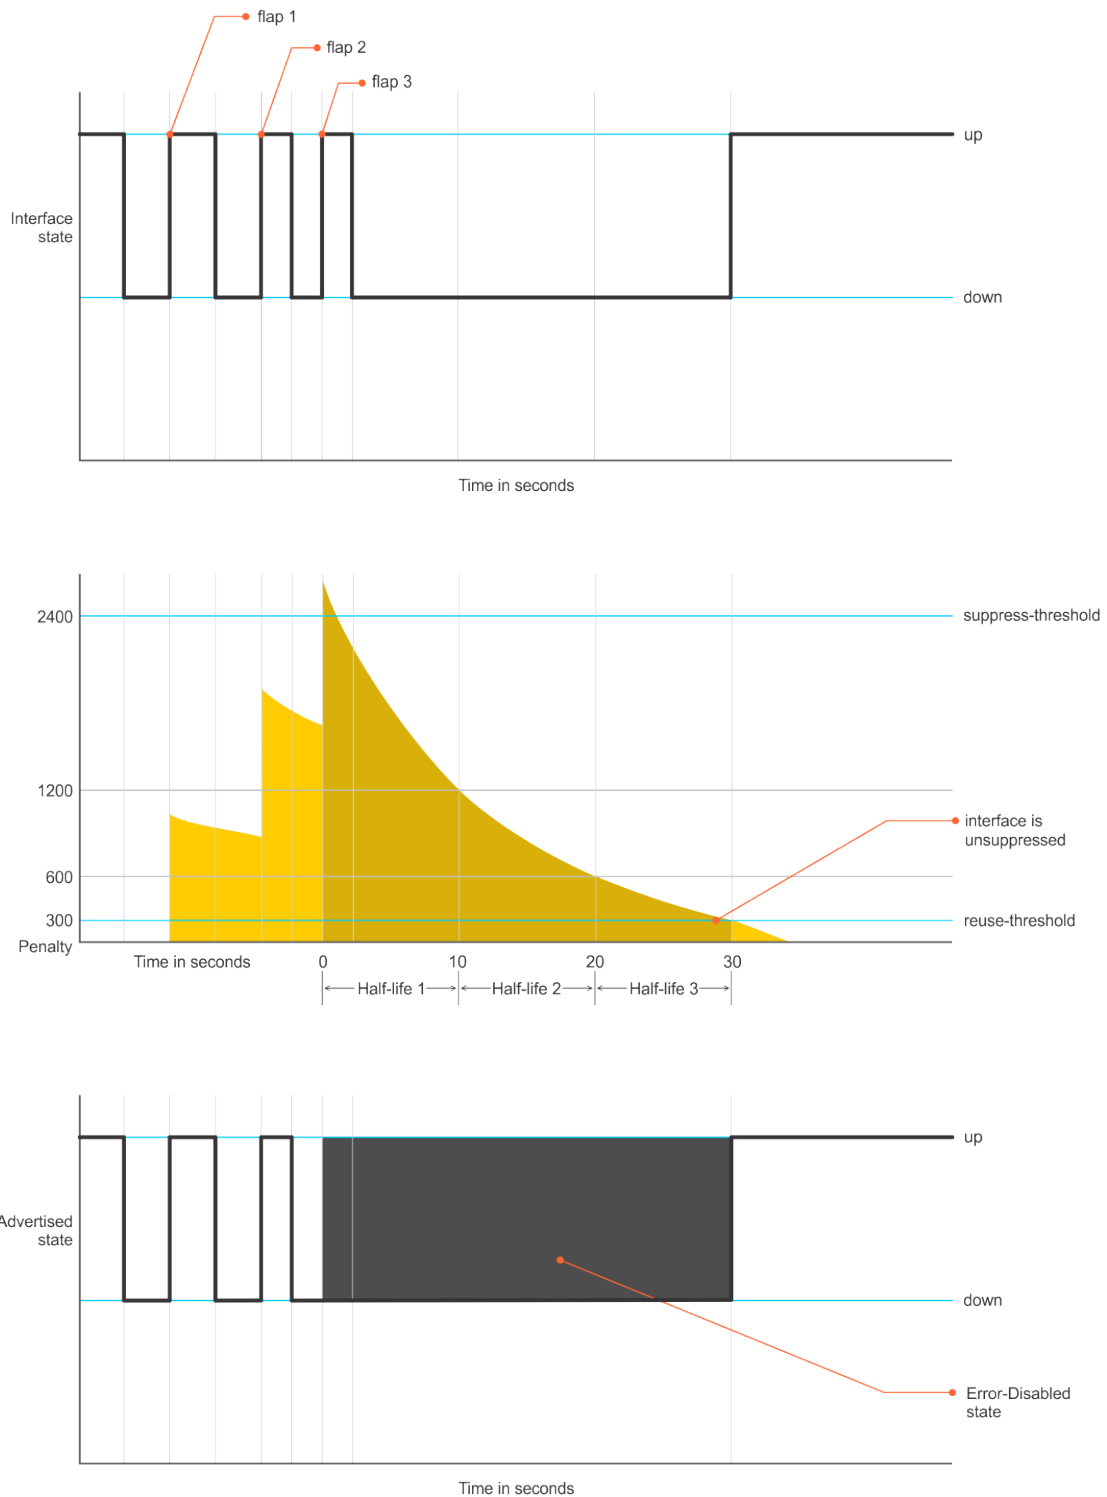 flap 1
flap 2
flap 3
up
Interface
state
down
Time in seconds
2400
suppress-threshold
1200
interface is
unsuppressed
600
300
reuse-threshold
Penalty
Time in seconds
0
10
20
30
Half-life 1
Half-life 2
Half-life 3
up
Advertised
state
down
Error-Disabled
state
Time in seconds